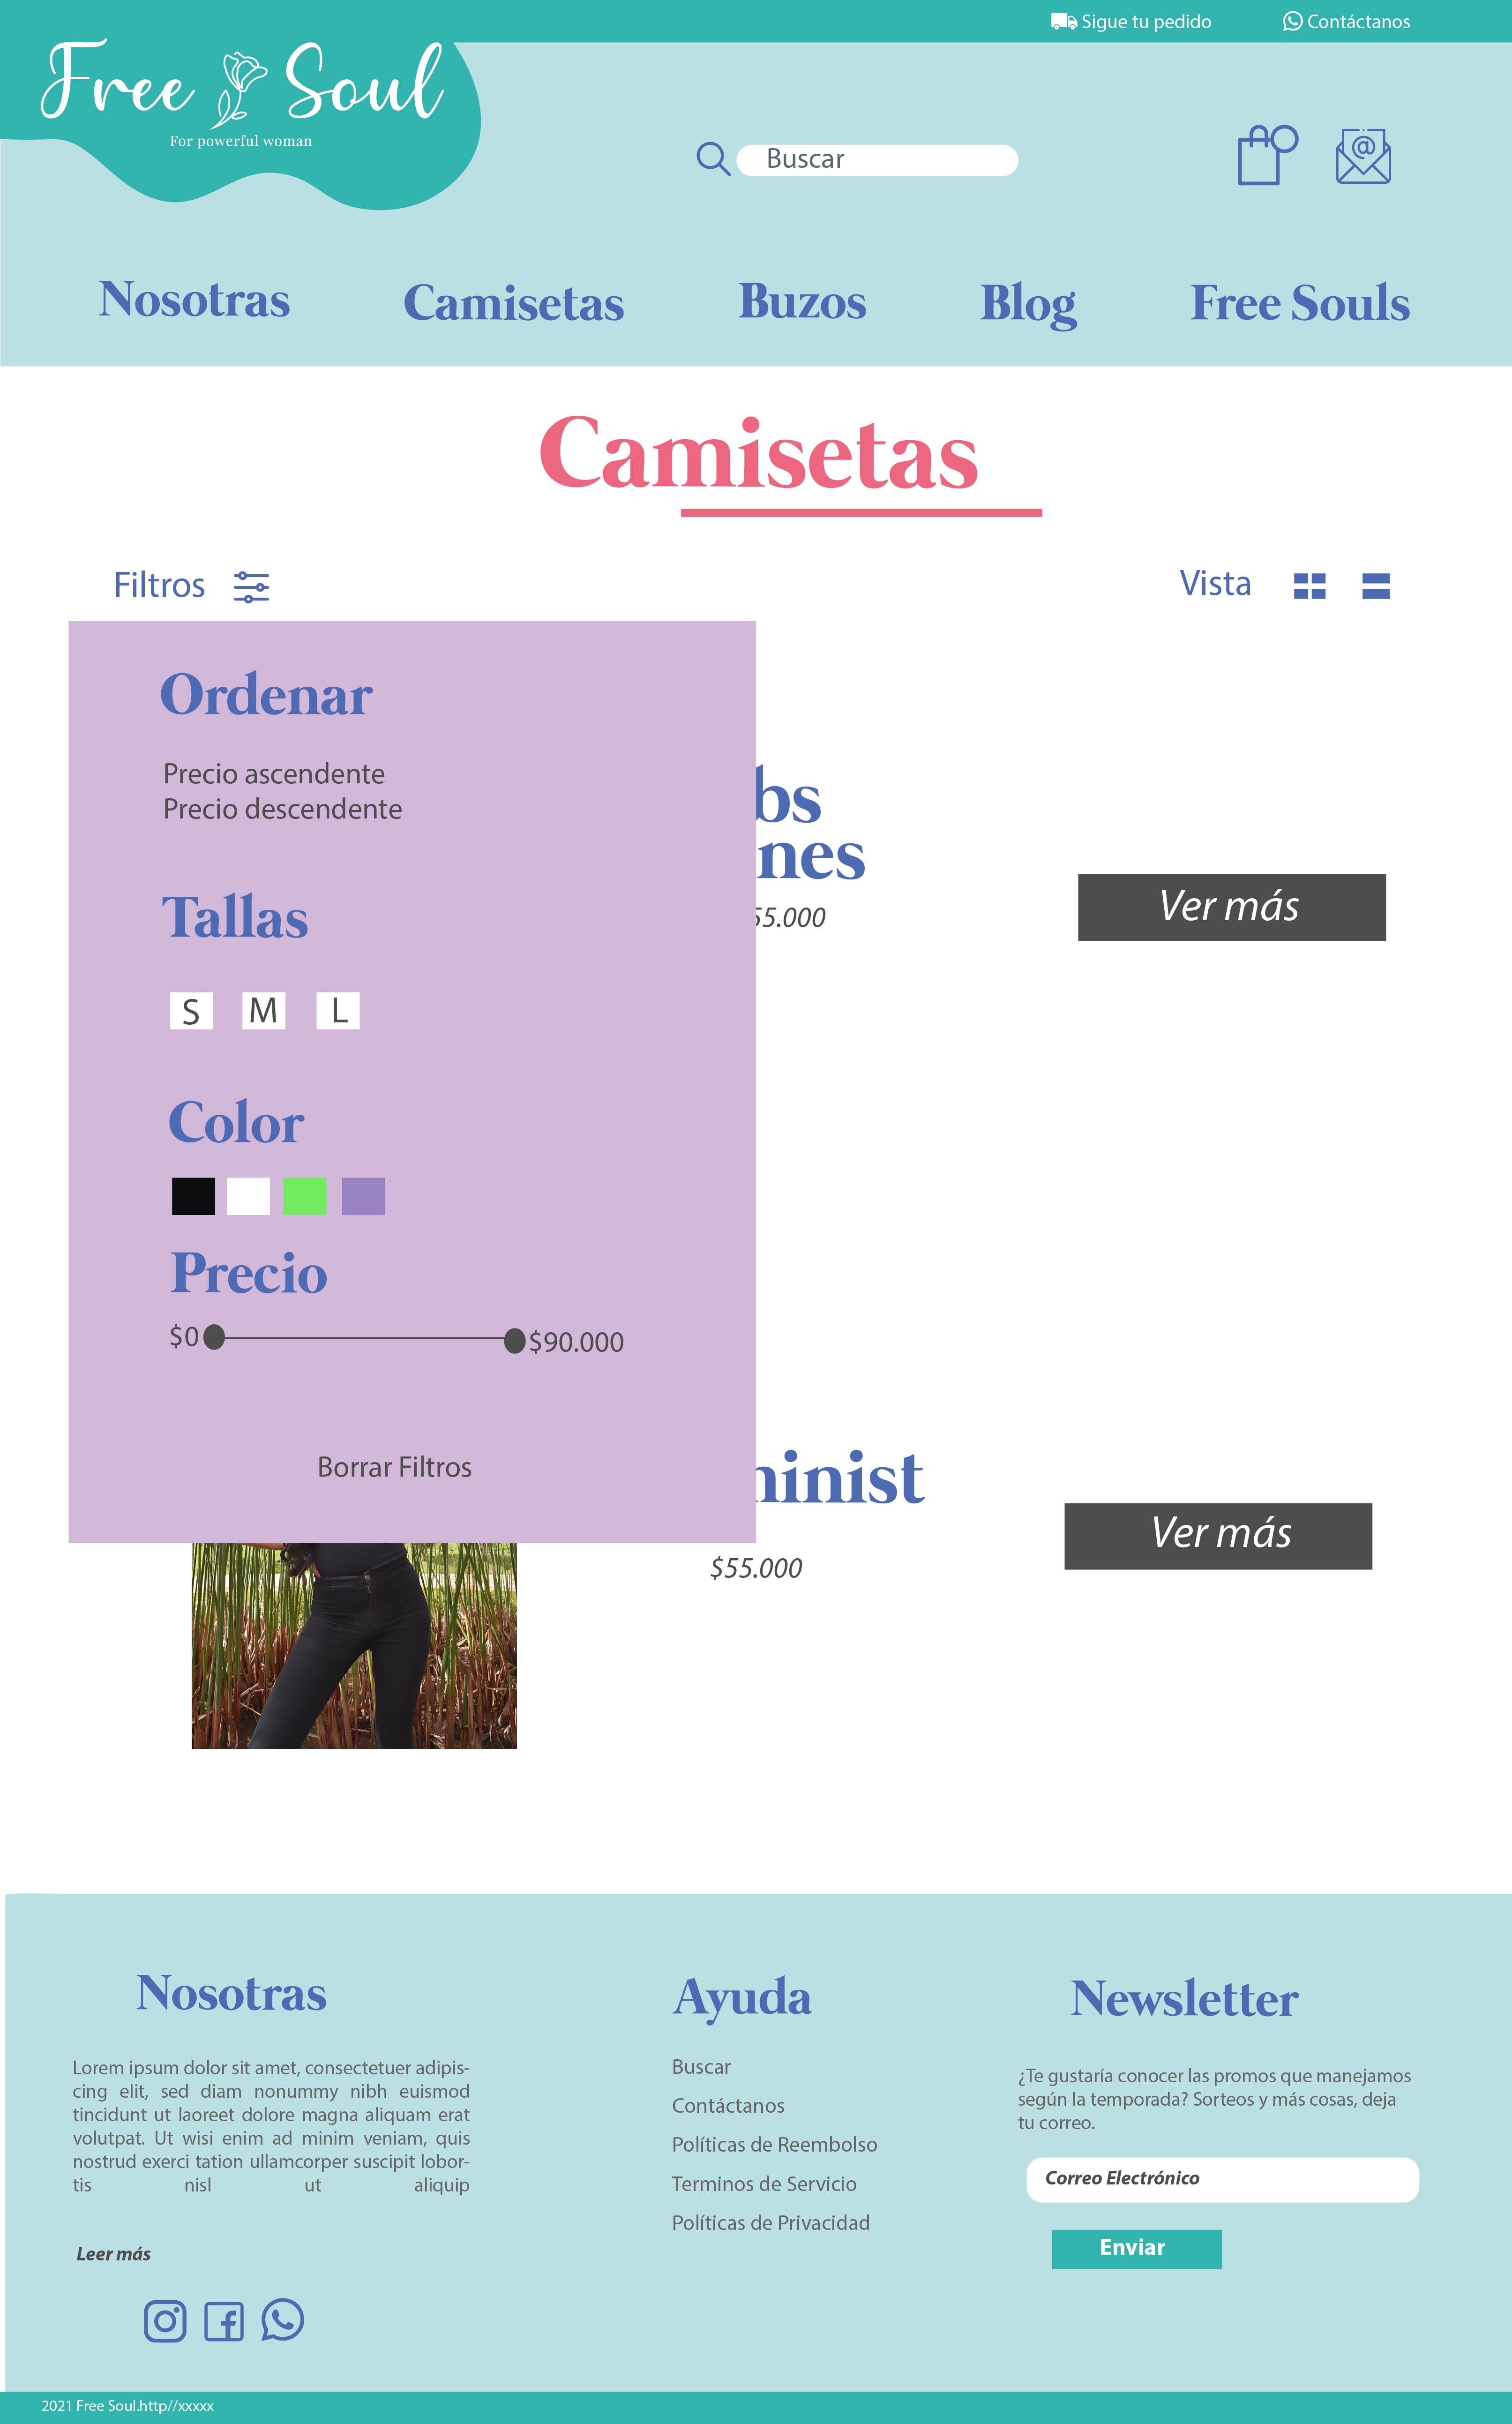 Sigue tu pedido
Contáctanos
Free Soul
For powerful woman
Buscar
Nosotras
Camisetas
Buzos
Blog
Free Souls
Camisetas
Filtros
Vista
Ordenar
Precio ascendente
Precio descendente
Tallas
S M L
Color
Precio
$0
$90.000
Borrar Filtros
bs
nes
55.000
Ver más
inist
$55.000
Ver más
Nosotras
Lorem ipsum dolor sit amet, consectetuer adipis-
cing elit, sed diam nonummy nibh euismod
tincidunt ut laoreet dolore magna aliquam erat
volutpat. Ut wisi enim ad minim veniam, quis
nostrud exerci tation ullamcorper suscipit lobor-
tis nisl ut aliquip
Leer más
Ayuda
Buscar
Contáctanos
Políticas de Reembolso
Terminos de Servicio
Políticas de Privacidad
Newsletter
¿Te gustaría conocer las promos que manejamos
según la temporada? Sorteos y más cosas, deja
tu correo.
Correo Electrónico
Enviar
2021 Free Soul.http//xxxxx